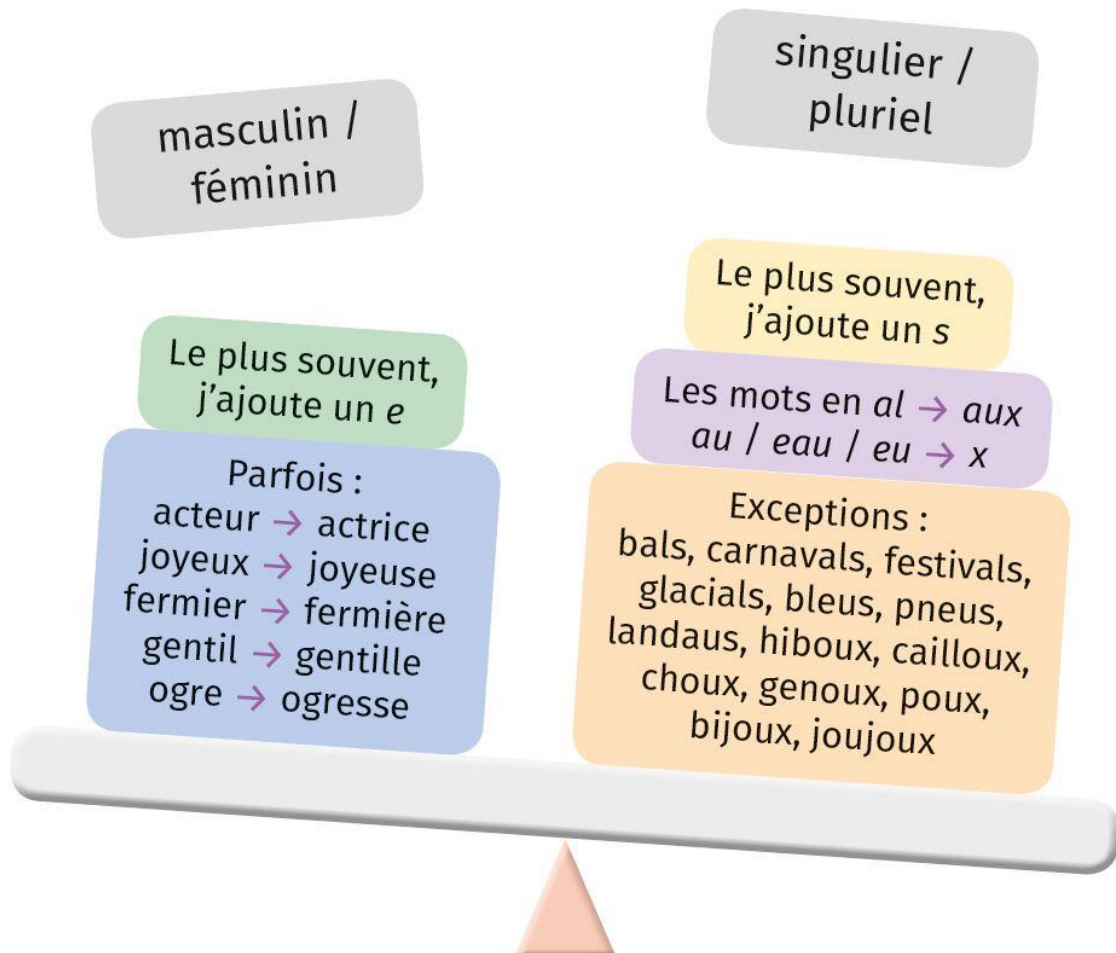 masculin /
féminin
Le plus souvent,
j'ajoute un e
Parfois :
acteur → actrice
joyeux → joyeuse
fermier → fermière
gentil → gentille
ogre → ogresse
singulier /
pluriel
Le plus souvent,
j'ajoute un s
Les mots en al → aux
au / eau / eu → x
Exceptions :
bals, carnavals, festivals,
glacials, bleus, pneus,
landaus, hiboux, cailloux,
choux, genoux, poux,
bijoux, joujoux